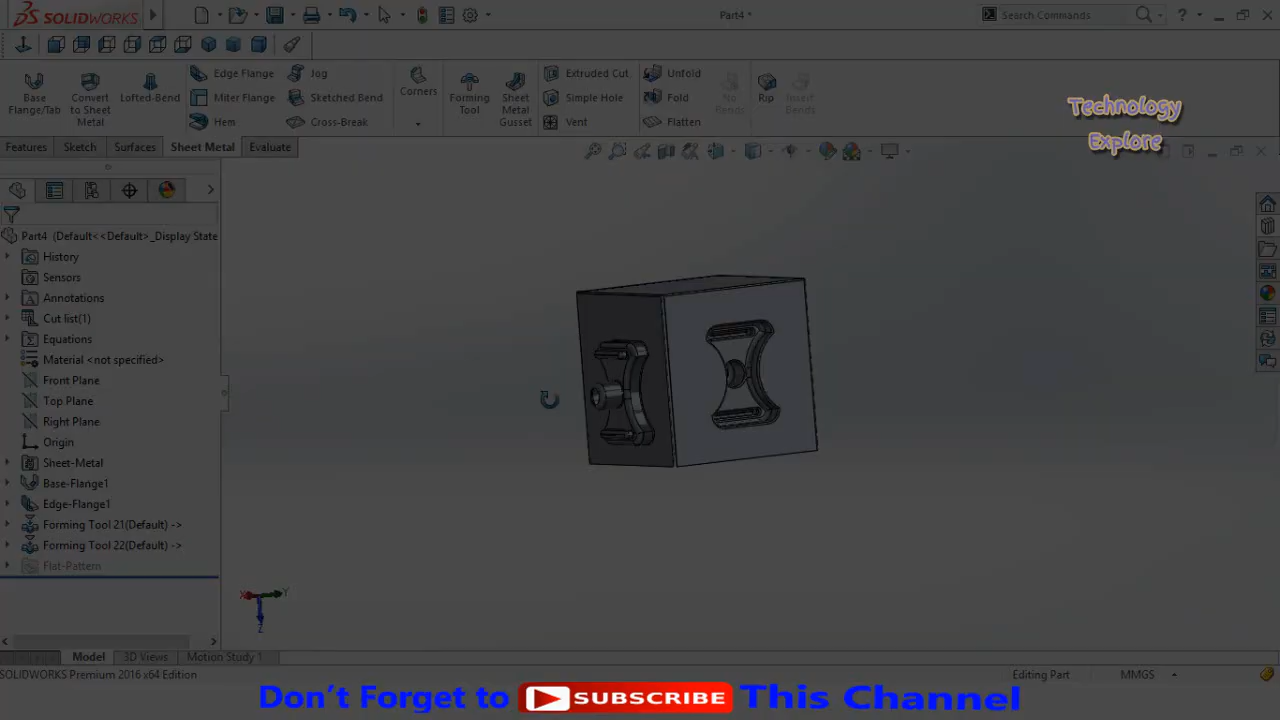 SOLIDWORKS
Part4 *
Search Commands
Base Flange/Tab
Convert to Sheet Metal
Lofted-Bend
Edge Flange
Miter Flange
Hem
Jog
Sketched Bend
Cross-Break
Corners
Forming Tool
Sheet Metal Gusset
Extruded Cut
Simple Hole
Vent
Unfold
Fold
Flatten
No Bends
Rip
Insert Bends
Technology
Explore
Features
Sketch
Surfaces
Sheet Metal
Evaluate
Part4 (Default<<Default>_Display State
History
Sensors
Annotations
Cut list(1)
Equations
Material <not specified>
Front Plane
Top Plane
Right Plane
Origin
Sheet-Metal
Base-Flange1
Edge-Flange1
Forming Tool 21(Default) ->
Forming Tool 22(Default) ->
Flat-Pattern
X
Y
Z
Model
3D Views
Motion Study 1
SOLIDWORKS Premium 2016 x64 Edition
Editing Part
MMGS
Don't Forget to SUBSCRIBE This Channel